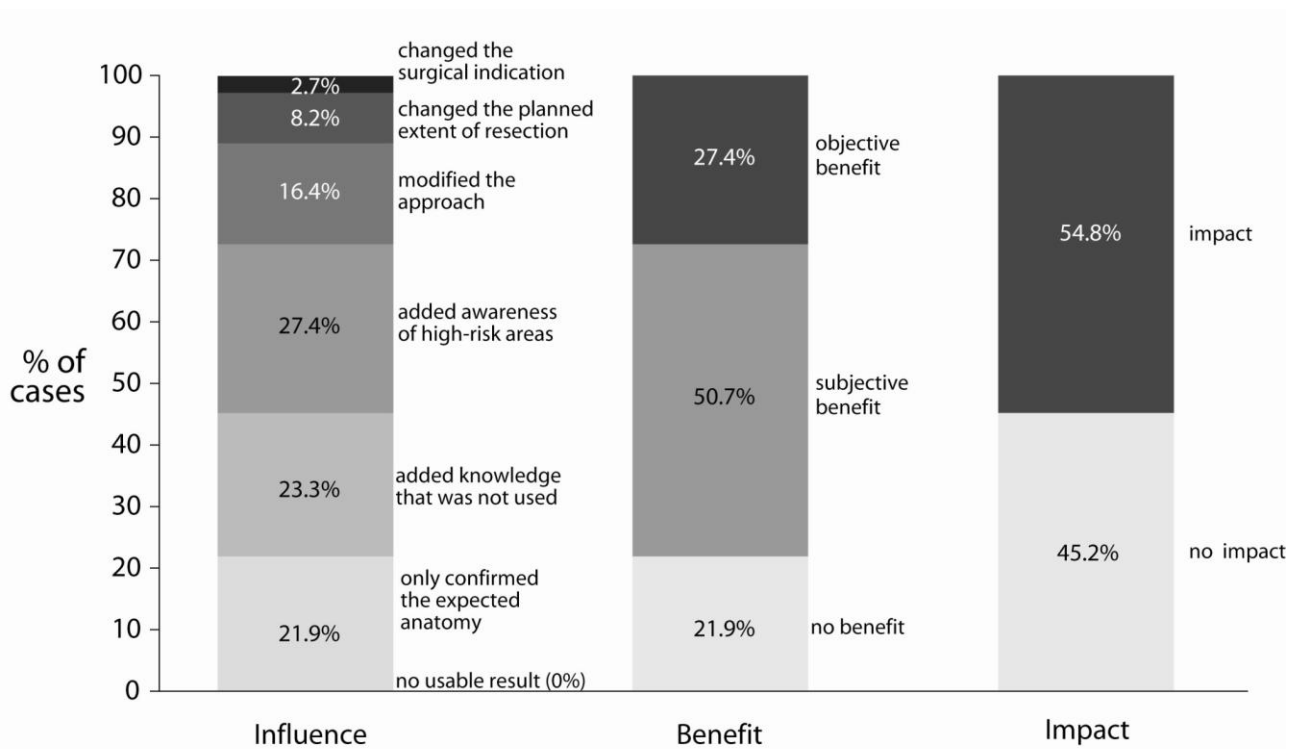 changed the
surgical indication
100
2.7%
changed the planned
extent of resection
8.2%
90
objective
benefit
27.4%
modified the
approach
16.4%
80
54.8%
impact
70
added awareness
of high-risk areas
27.4%
60
% of
cases
50
subjective
benefit
50.7%
40
added knowledge
that was not used
23.3%
30
45.2%
no impact
20
only confirmed
the expected
anatomy
21.9%
21.9%
no benefit
10
no usable result (0%)
0
Influence
Benefit
Impact